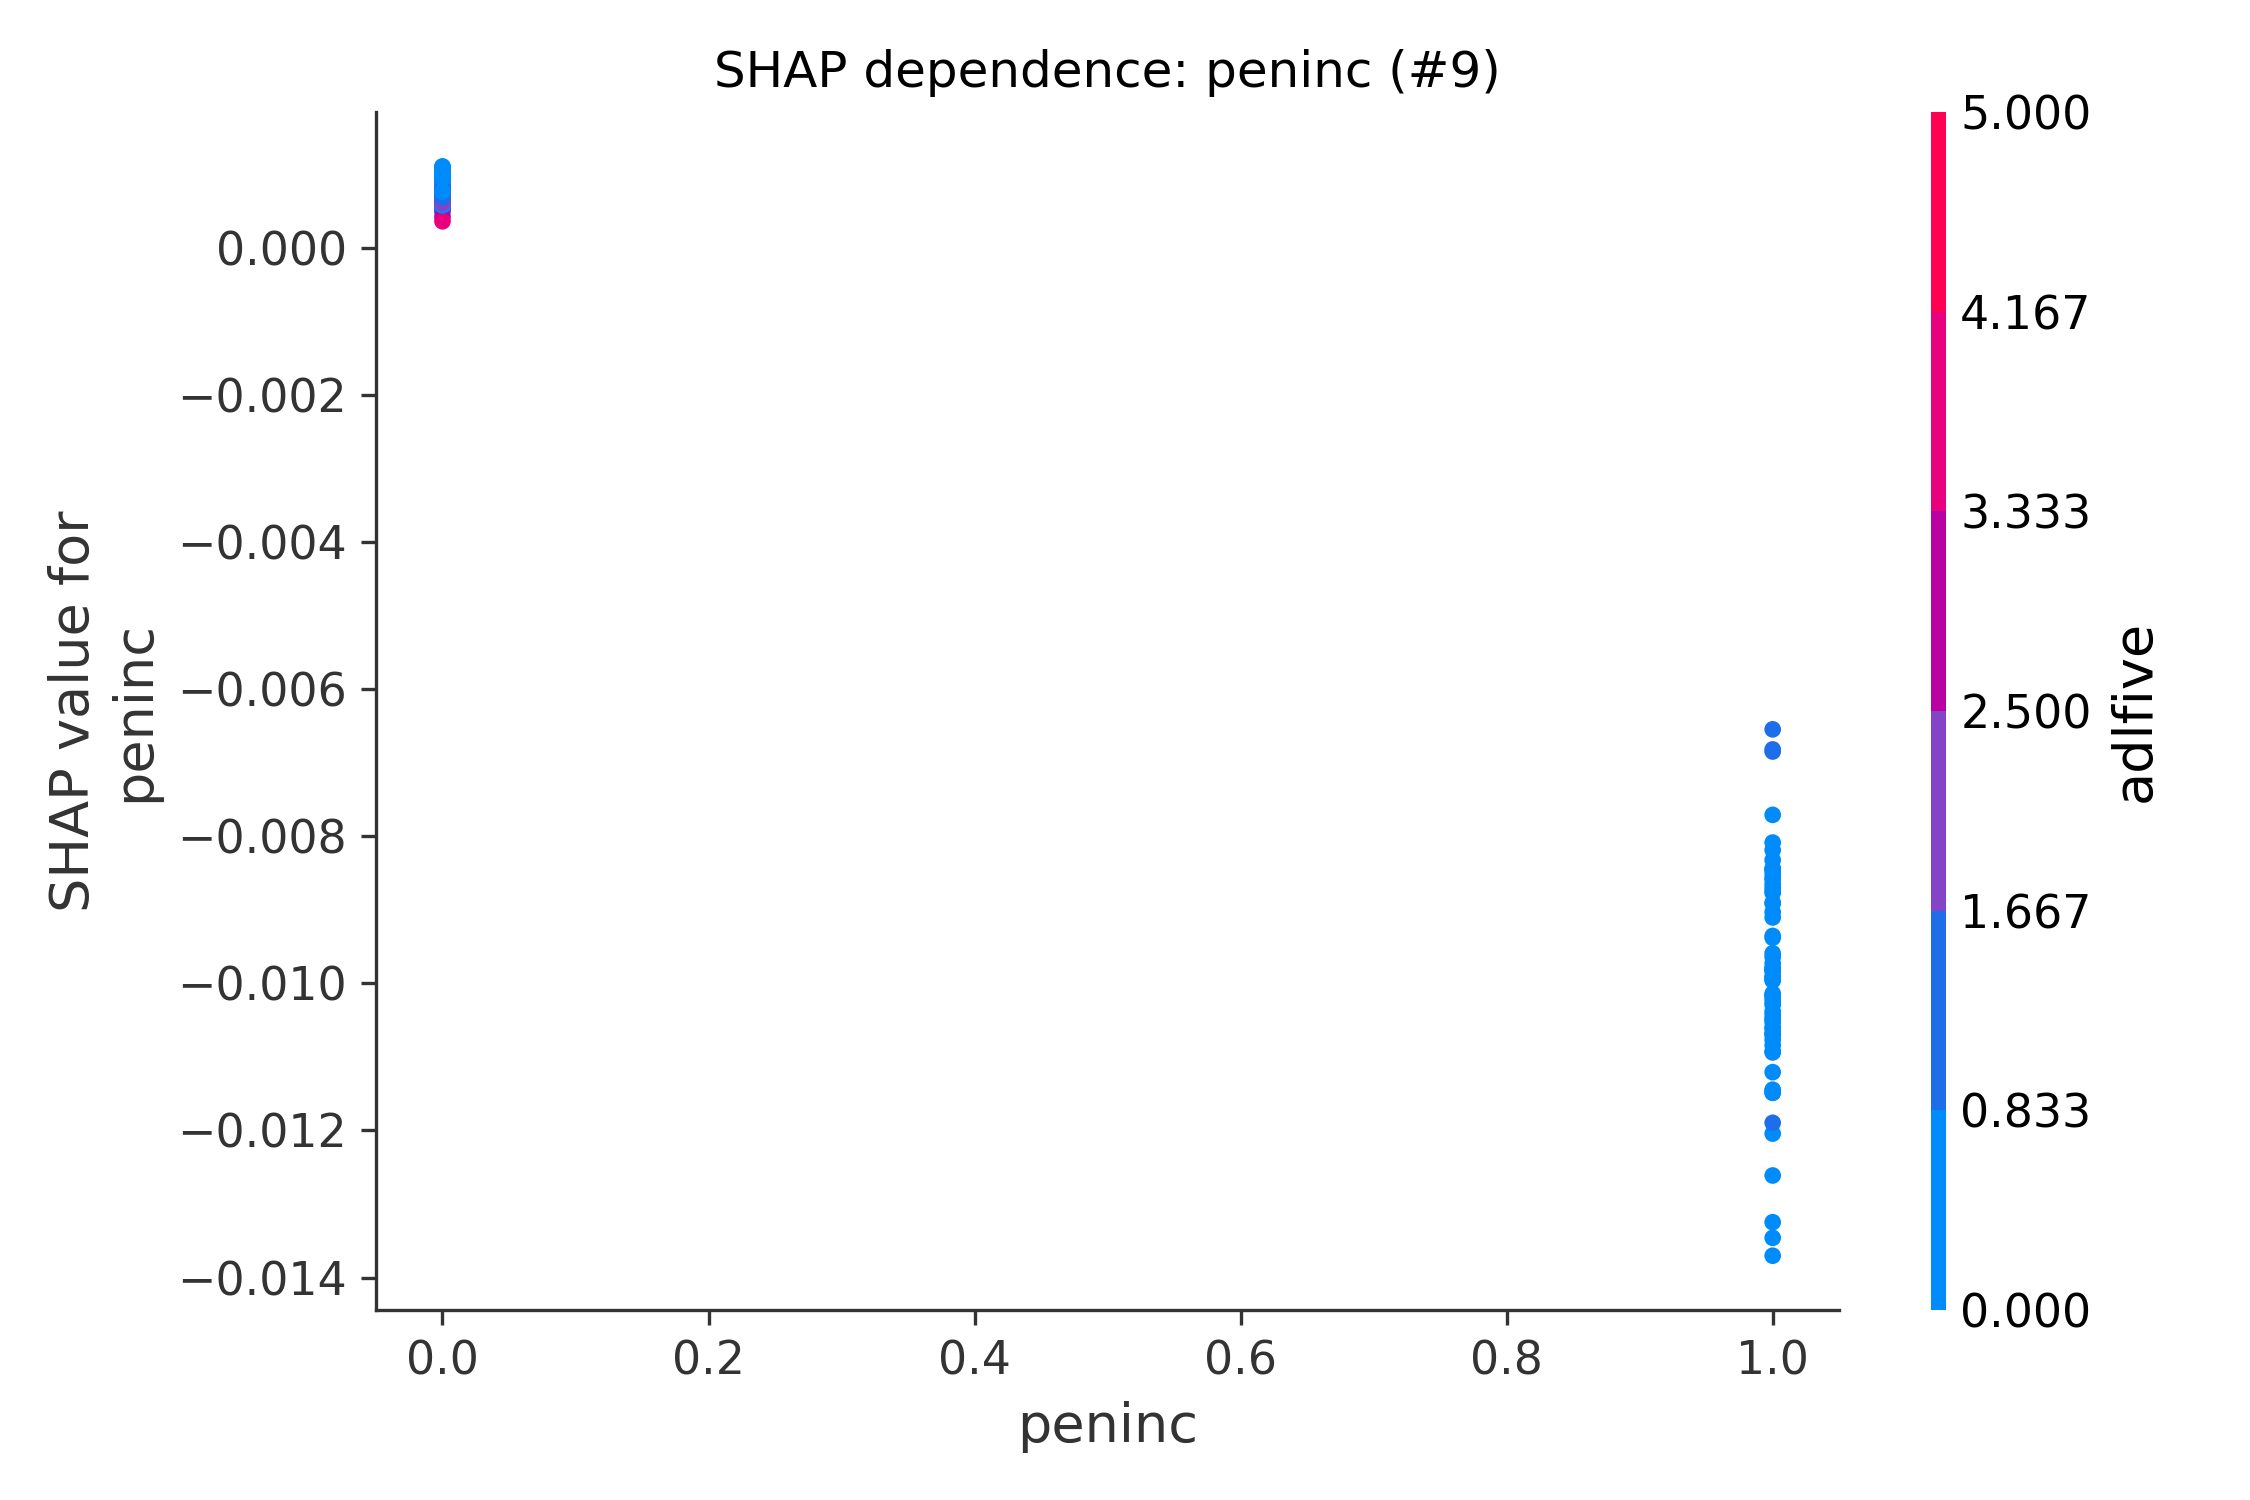 SHAP dependence: peninc (#9)
SHAP value for
peninc
0.000
−0.002
−0.004
−0.006
−0.008
−0.010
−0.012
−0.014
0.0 0.2 0.4 0.6 0.8 1.0
peninc
5.000
4.167
3.333
2.500
1.667
0.833
0.000
adlfive